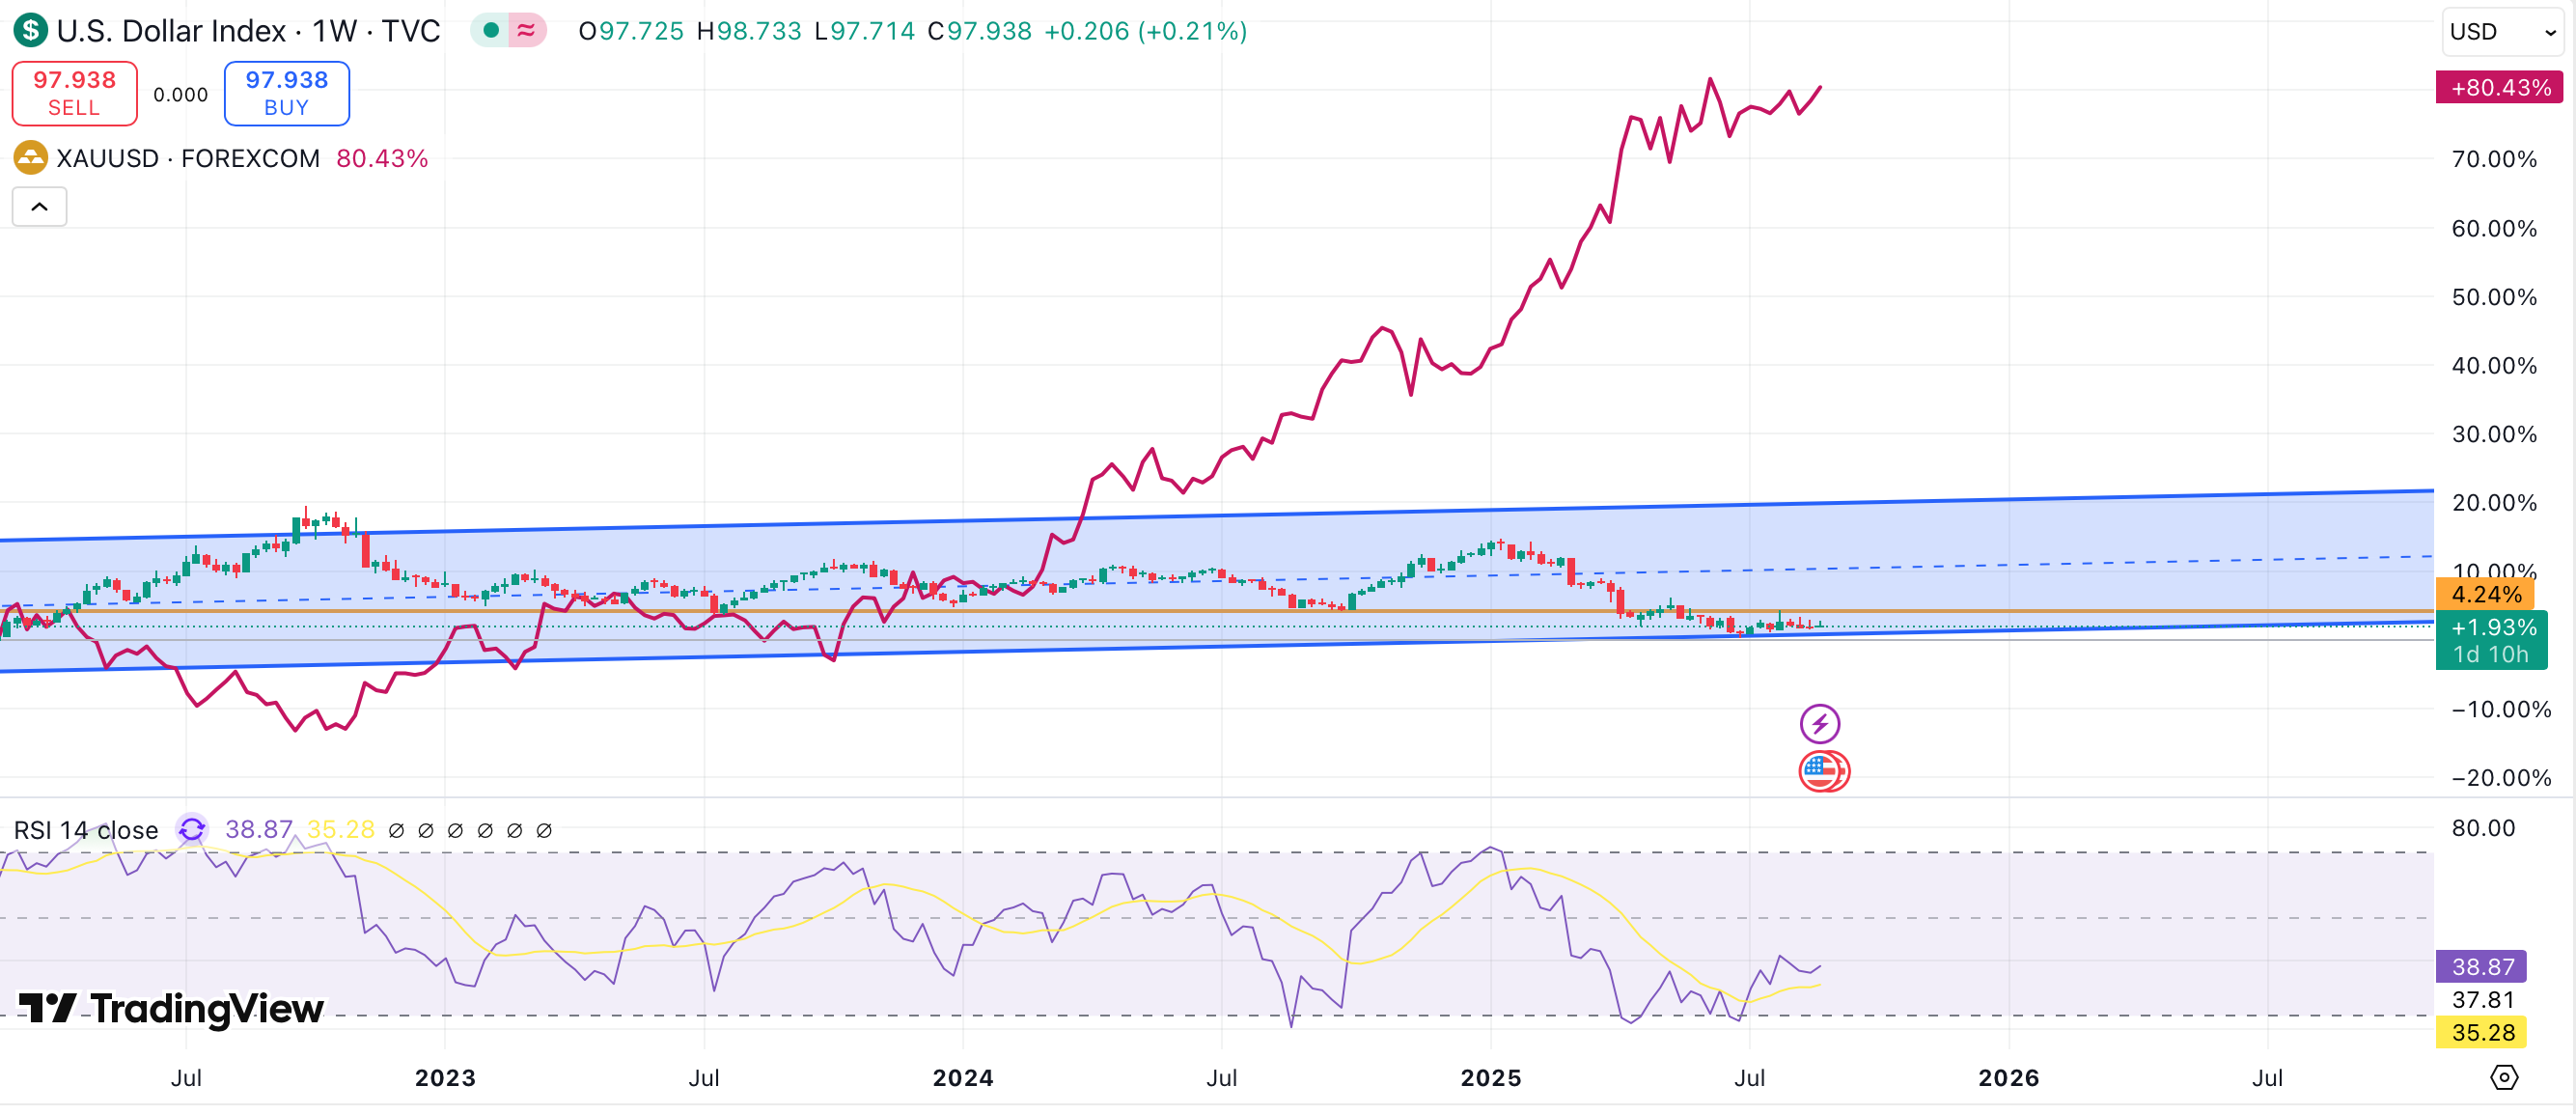 U.S. Dollar Index · 1W · TVC ≈ O97.725 H98.733 L97.714 C97.938 +0.206 (+0.21%)
USD
97.938 SELL
0.000
97.938 BUY
XAUUSD · FOREXCOM 80.43%
+80.43%
70.00%
60.00%
50.00%
40.00%
30.00%
20.00%
10.00%
4.24%
+1.93%
1d 10h
−10.00%
−20.00%
RSI 14 close 38.87 35.28 ∅ ∅ ∅ ∅ ∅ ∅
80.00
38.87
37.81
35.28
TradingView
Jul 2023 Jul 2024 Jul 2025 Jul 2026 Jul